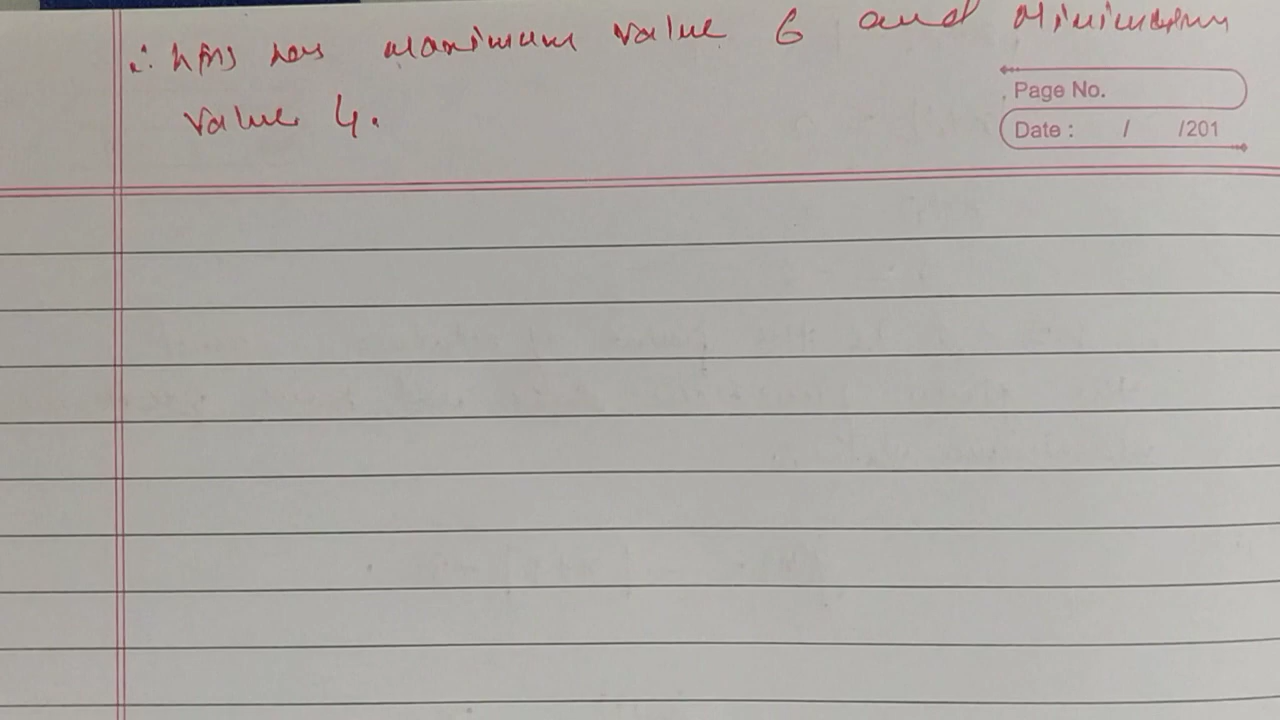 ∴ h(x) has maximum value 6 and Minimum
value 4.
Page No.
Date : / /201